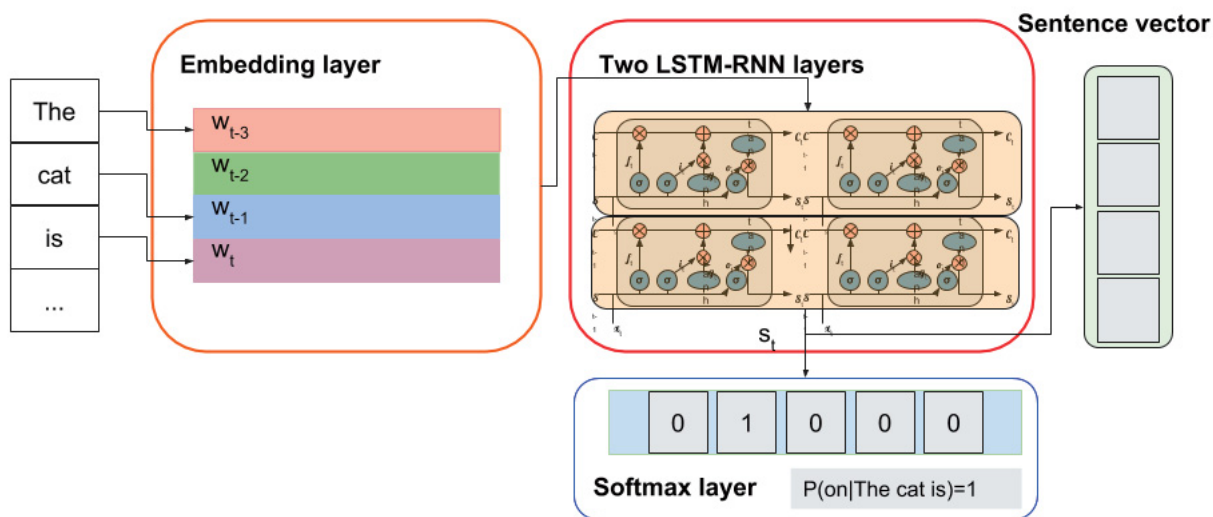 Sentence vector
Embedding layer
Two LSTM-RNN layers
The
cat
is
...
w t-3
w t-2
w t-1
w t
σ σ σ
σ σ σ
σ σ σ
σ σ σ
S t
0 1 0 0 0
Softmax layer
P(on|The cat is)=1